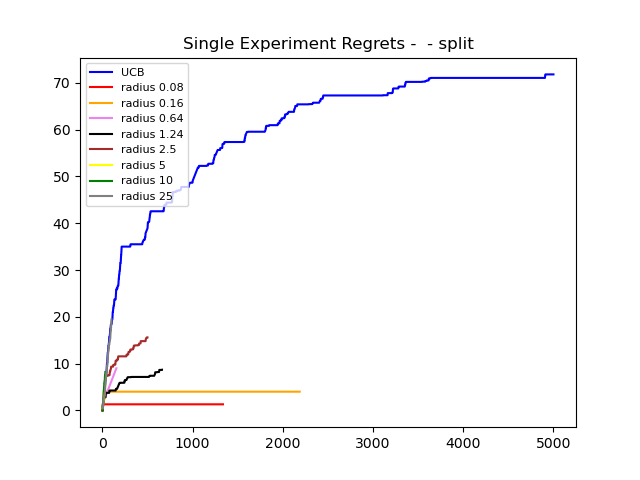 Single Experiment Regrets -  - split
70
60
50
40
30
20
10
0
UCB
radius 0.08
radius 0.16
radius 0.64
radius 1.24
radius 2.5
radius 5
radius 10
radius 25
0 1000 2000 3000 4000 5000